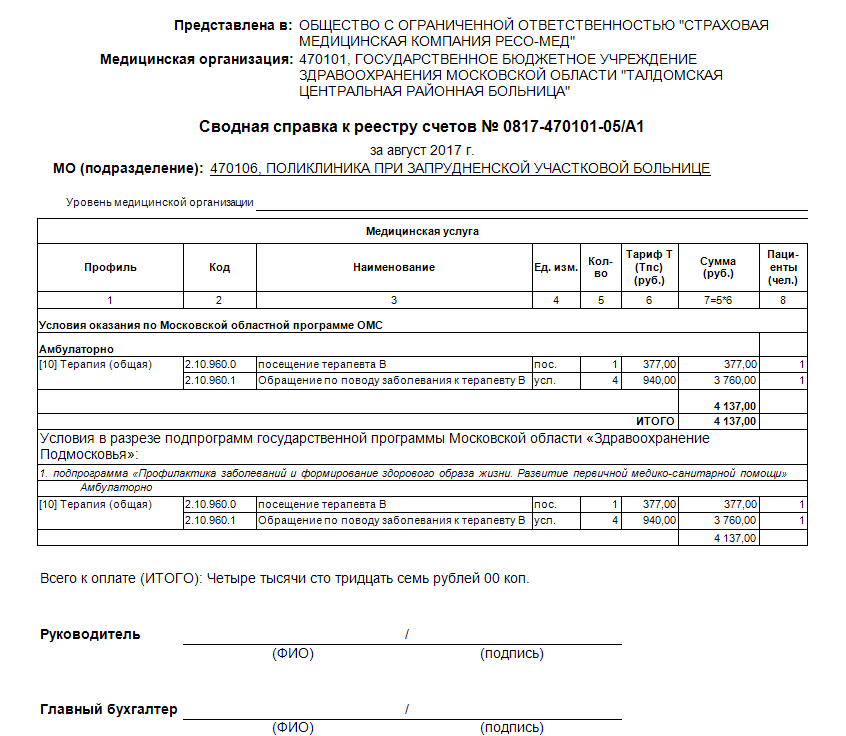 Представлена в: ОБЩЕСТВО С ОГРАНИЧЕННОЙ ОТВЕТСТВЕННОСТЬЮ "СТРАХОВАЯ
МЕДИЦИНСКАЯ КОМПАНИЯ РЕСО-МЕД"
Медицинская организация: 470101, ГОСУДАРСТВЕННОЕ БЮДЖЕТНОЕ УЧРЕЖДЕНИЕ
ЗДРАВООХРАНЕНИЯ МОСКОВСКОЙ ОБЛАСТИ "ТАЛДОМСКАЯ
ЦЕНТРАЛЬНАЯ РАЙОННАЯ БОЛЬНИЦА"
Сводная справка к реестру счетов № 0817-470101-05/А1
за август 2017 г.
МО (подразделение): 470106, ПОЛИКЛИНИКА ПРИ ЗАПРУДНЕНСКОЙ УЧАСТКОВОЙ БОЛЬНИЦЕ
Уровень медицинской организации
Медицинская услуга
Профиль Код Наименование Ед. изм. Кол-во Тариф Т (Тпс) (руб.) Сумма (руб.) Паци-енты (чел.)
1 2 3 4 5 6 7=5*6 8
Условия оказания по Московской областной программе ОМС
Амбулаторно
[10] Терапия (общая) 2.10.960.0 посещение терапевта В пос. 1 377,00 377,00 1
2.10.960.1 Обращение по поводу заболевания к терапевту В усл. 4 940,00 3 760,00 1
4 137,00
ИТОГО 4 137,00
Условия в разрезе подпрограмм государственной программы Московской области «Здравоохранение
Подмосковья»:
1. подпрограмма «Профилактика заболеваний и формирование здорового образа жизни. Развитие первичной медико-санитарной помощи»
Амбулаторно
[10] Терапия (общая) 2.10.960.0 посещение терапевта В пос. 1 377,00 377,00 1
2.10.960.1 Обращение по поводу заболевания к терапевту В усл. 4 940,00 3 760,00 1
4 137,00
Всего к оплате (ИТОГО): Четыре тысячи сто тридцать семь рублей 00 коп.
Руководитель /
(ФИО) (подпись)
Главный бухгалтер /
(ФИО) (подпись)